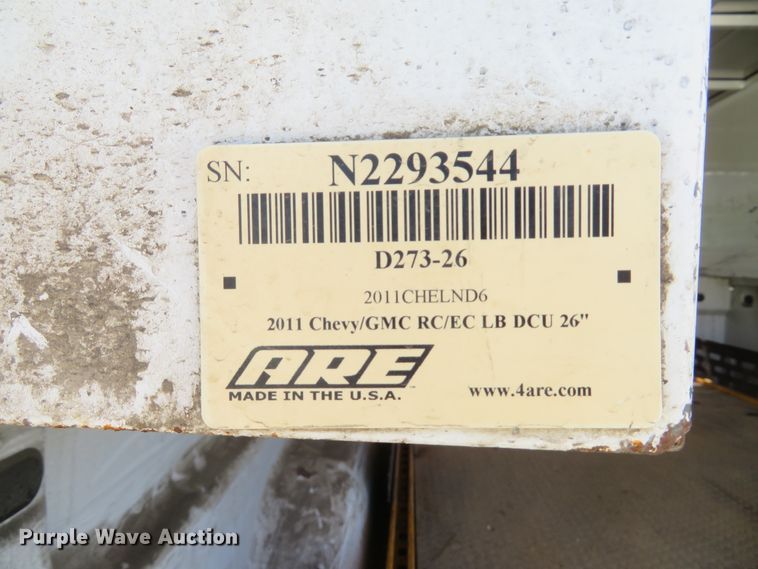 SN: N2293544
D273-26
2011CHELND6
2011 Chevy/GMC RC/EC LB DCU 26"
ARE
MADE IN THE U.S.A.
www.4are.com
Purple Wave Auction